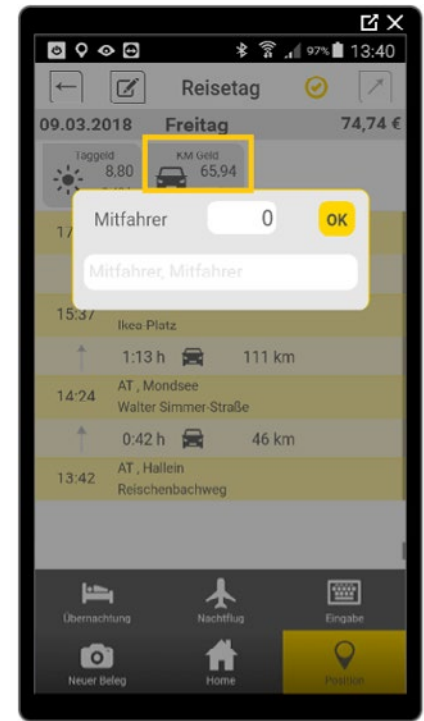 97% 13:40
Reisetag
09.03.2018 Freitag 74,74 €
Taggeld KM Geld
8,80 65,94
Mitfahrer 0 OK
17
Mitfahrer, Mitfahrer
15:37
Ikea Platz
1:13 h 111 km
AT , Mondsee
14:24
Walter Simmer-Straße
0:42 h 46 km
AT , Hallein
13:42
Reischenbachweg
Übernachtung Nachtflug Eingabe
Neuer Beleg Home Position